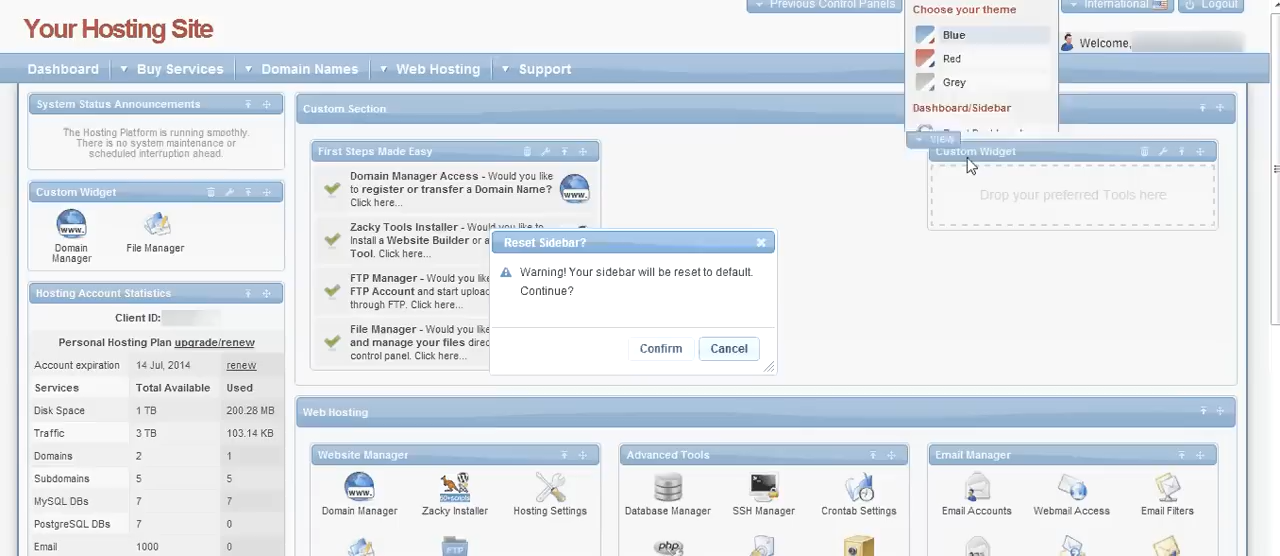 Previous Control Panels
Choose your theme
International
Logout
Your Hosting Site
Blue
Welcome,
Red
Grey
Dashboard/Sidebar
Dashboard
Buy Services
Domain Names
Web Hosting
Support
View
System Status Announcements
The Hosting Platform is running smoothly.
There is no system maintenance or
scheduled interruption ahead.
Custom Section
First Steps Made Easy
Domain Manager Access - Would you like
to register or transfer a Domain Name?
Click here...
Zacky Tools Installer - Would you like to
Install a Website Builder or a
Tool. Click here...
FTP Manager - Would you like
FTP Account and start uploa
through FTP. Click here...
File Manager - Would you like
and manage your files direc
control panel. Click here...
Custom Widget
Drop your preferred Tools here
Reset Sidebar?
Warning! Your sidebar will be reset to default.
Continue?
Confirm
Cancel
Custom Widget
Domain
Manager
File Manager
Hosting Account Statistics
Client ID:
Personal Hosting Plan upgrade/renew
Account expiration 14 Jul, 2014 renew
Services Total Available Used
Disk Space 1 TB 200.28 MB
Traffic 3 TB 103.14 KB
Domains 2 1
Subdomains 5 5
MySQL DBs 7 7
PostgreSQL DBs 7 0
Email 1000 0
Web Hosting
Website Manager
Domain Manager
Zacky Installer
Hosting Settings
FTP
Advanced Tools
Database Manager
SSH Manager
Crontab Settings
php
Email Manager
Email Accounts
Webmail Access
Email Filters